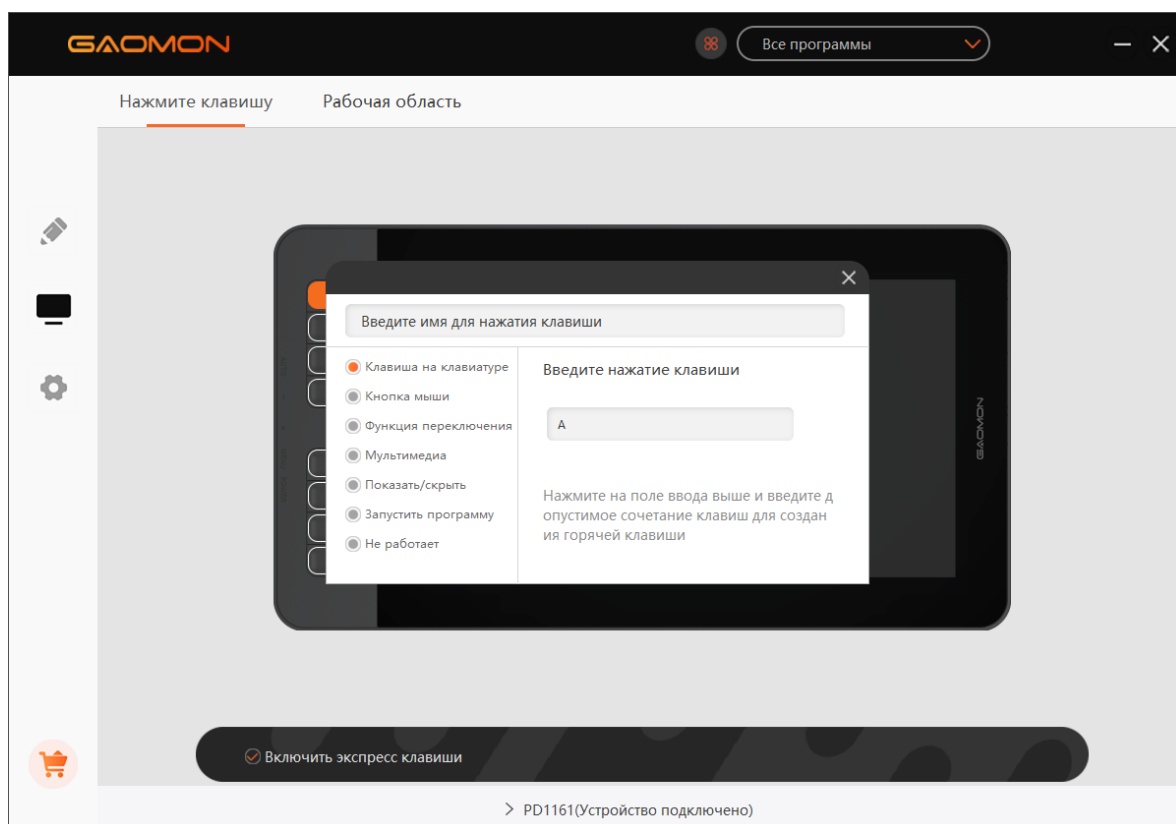 GAOMON
Все программы
Нажмите клавишу
Рабочая область
Введите имя для нажатия клавиши
Клавиша на клавиатуре
Кнопка мыши
Функция переключения
Мультимедиа
Показать/скрыть
Запустить программу
Не работает
Введите нажатие клавиши
A
Нажмите на поле ввода выше и введите д
опустимое сочетание клавиш для создан
ия горячей клавиши
GAOMON
Включить экспресс клавиши
PD1161(Устройство подключено)